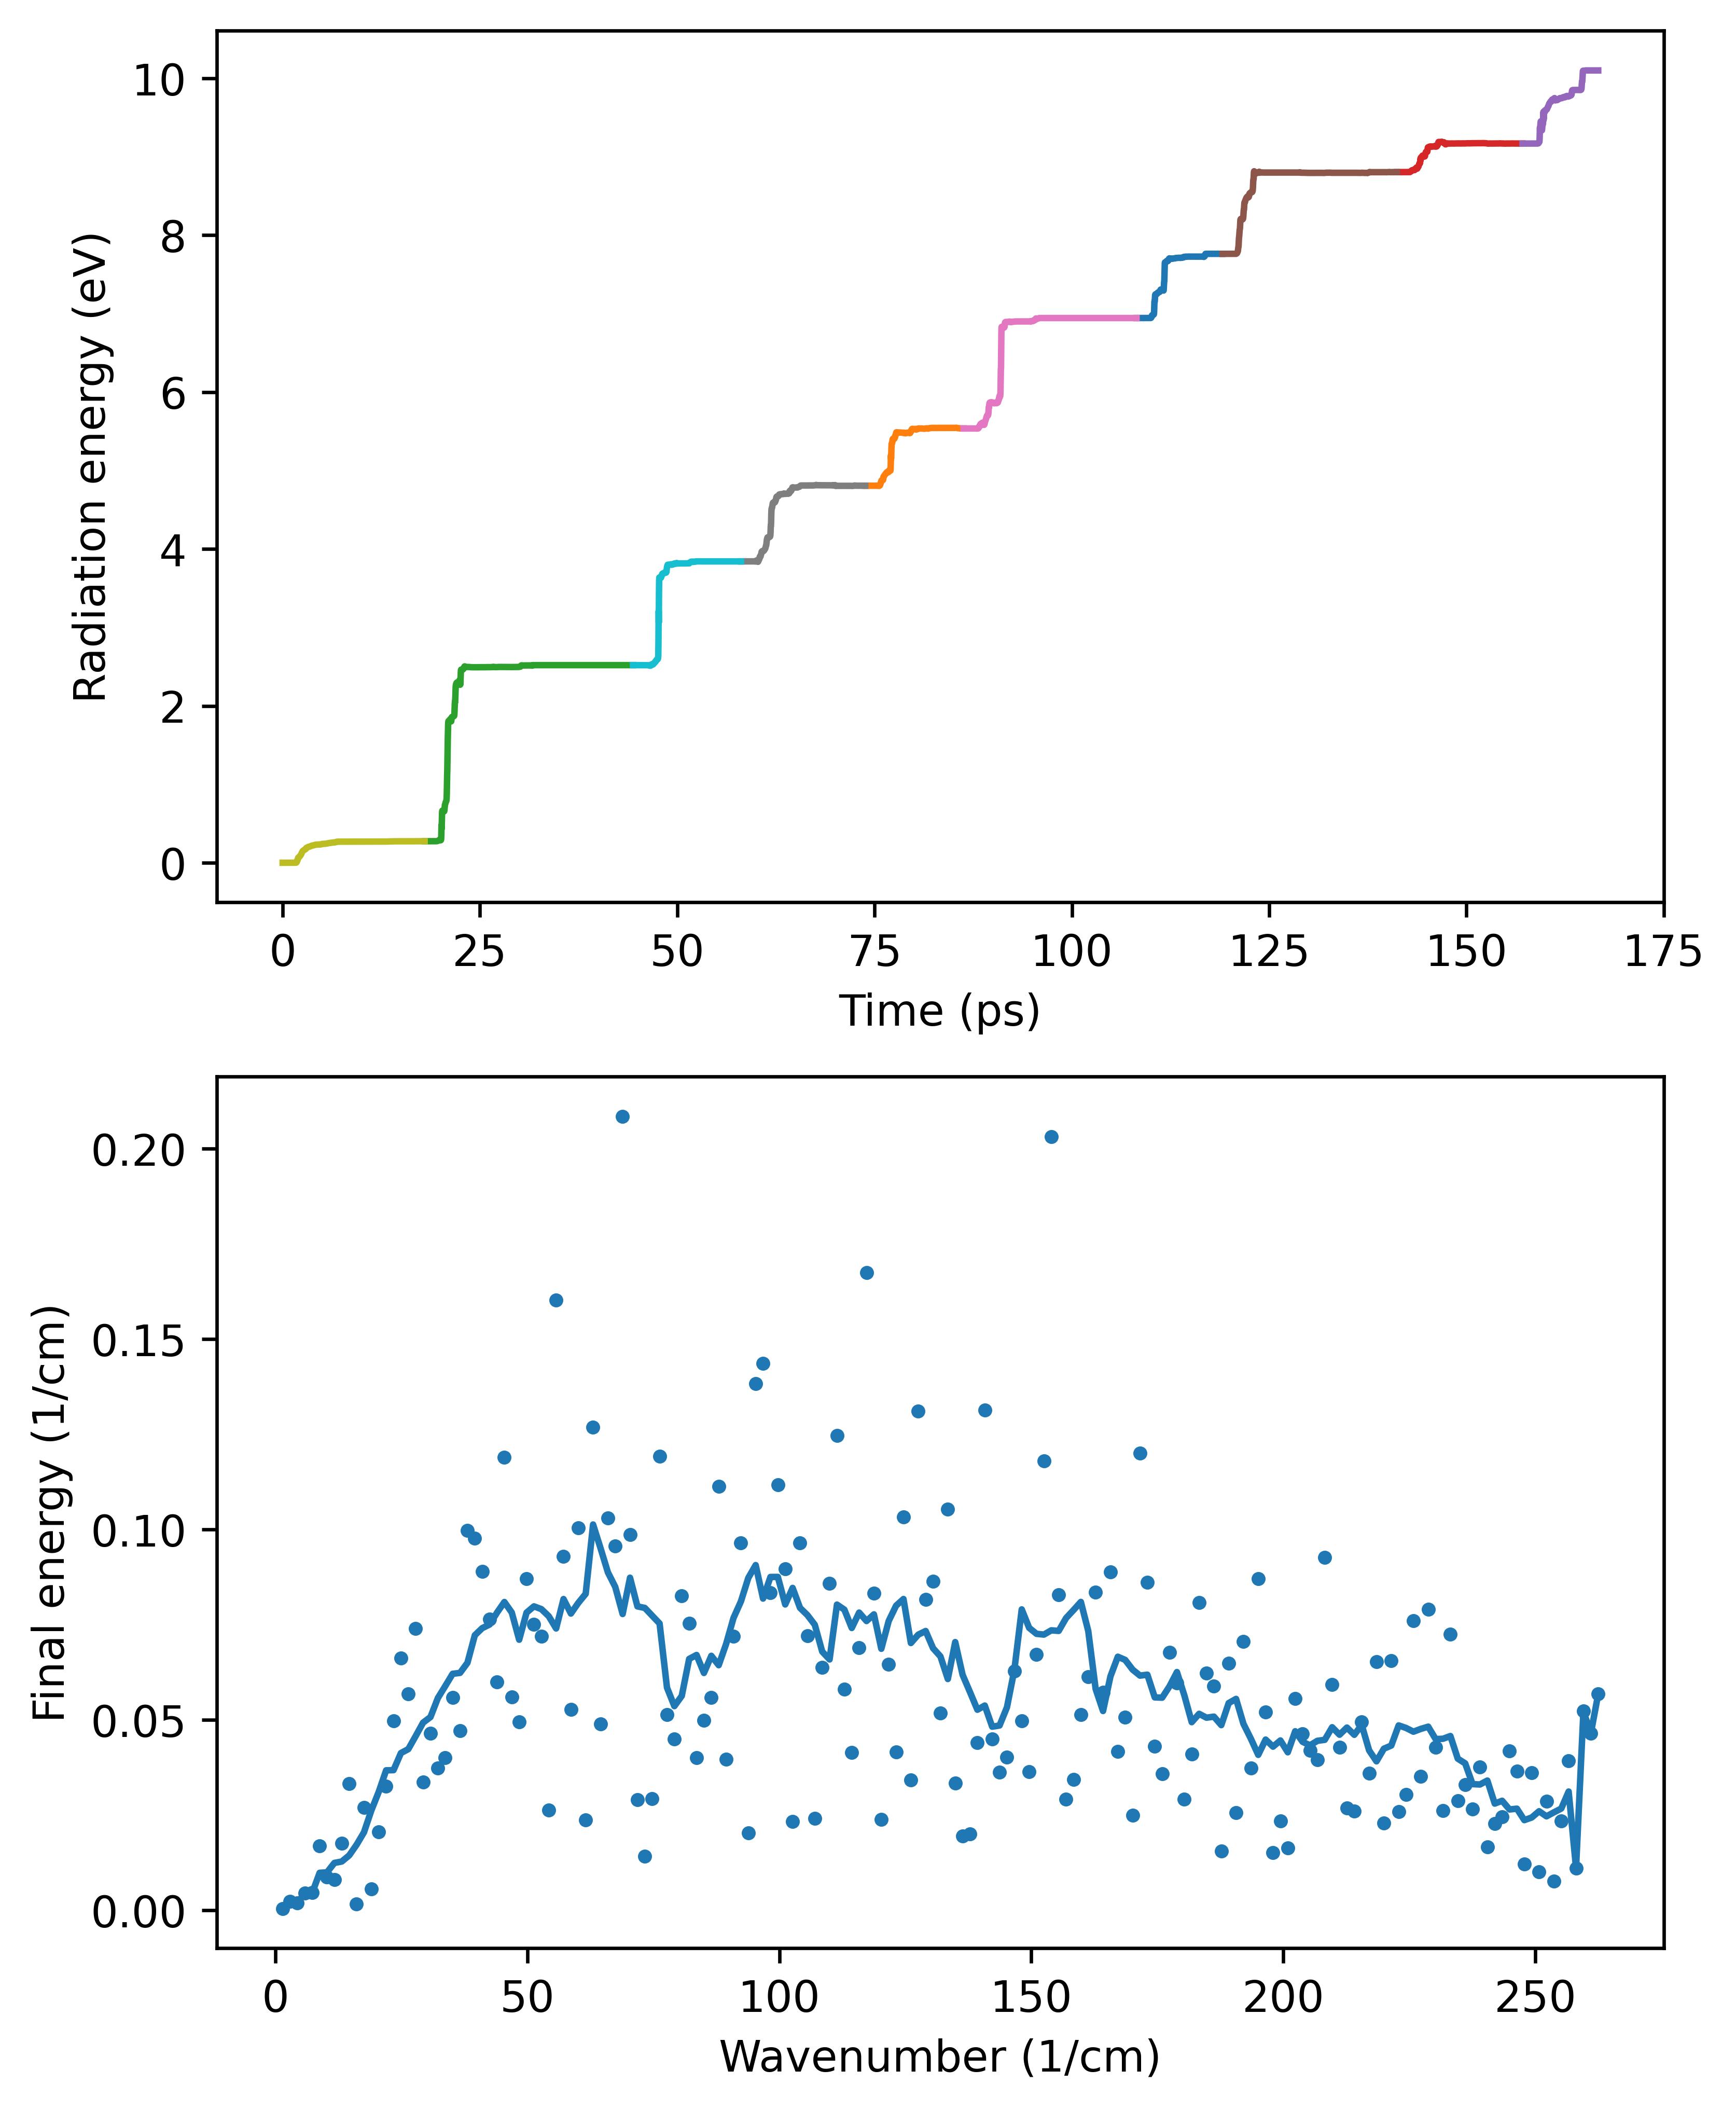 10
8
6
4
2
0
Radiation energy (eV)
0 25 50 75 100 125 150 175
Time (ps)
0.20
0.15
0.10
0.05
0.00
Final energy (1/cm)
0 50 100 150 200 250
Wavenumber (1/cm)